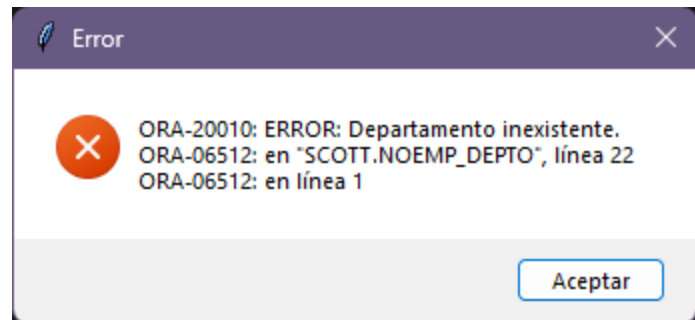 Error
ORA-20010: ERROR: Departamento inexistente.
ORA-06512: en "SCOTT.NOEMP_DEPTO", línea 22
ORA-06512: en línea 1
Aceptar